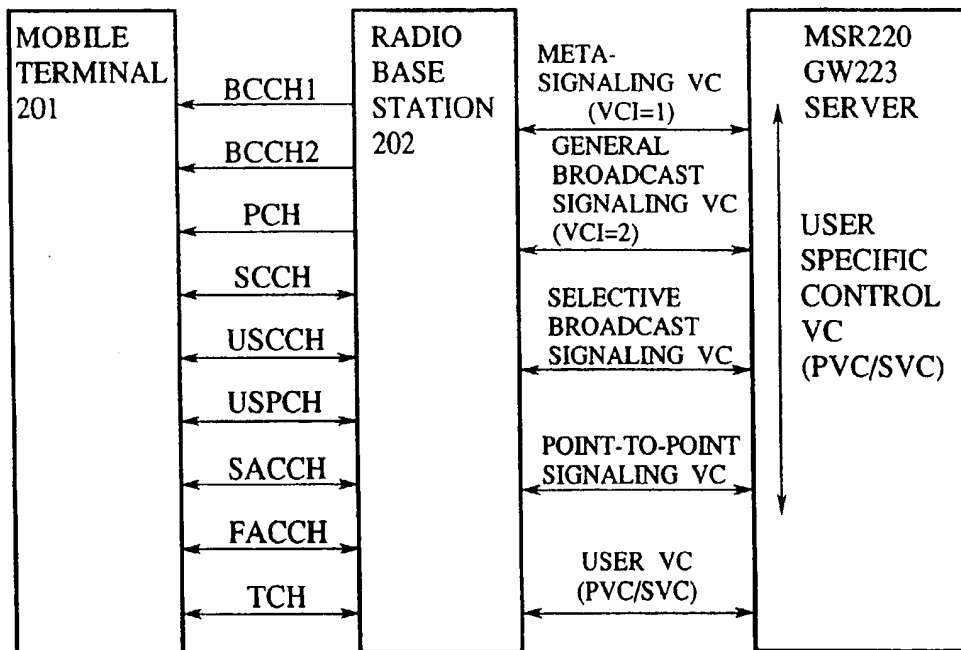 MOBILE
TERMINAL
201
BCCH1
BCCH2
PCH
SCCH
USCCH
USPCH
SACCH
FACCH
TCH
RADIO
BASE
STATION
202
META-
SIGNALING VC
(VCI=1)
GENERAL
BROADCAST
SIGNALING VC
(VCI=2)
SELECTIVE
BROADCAST
SIGNALING VC
POINT-TO-POINT
SIGNALING VC
USER VC
(PVC/SVC)
MSR220
GW223
SERVER
USER
SPECIFIC
CONTROL
VC
(PVC/SVC)